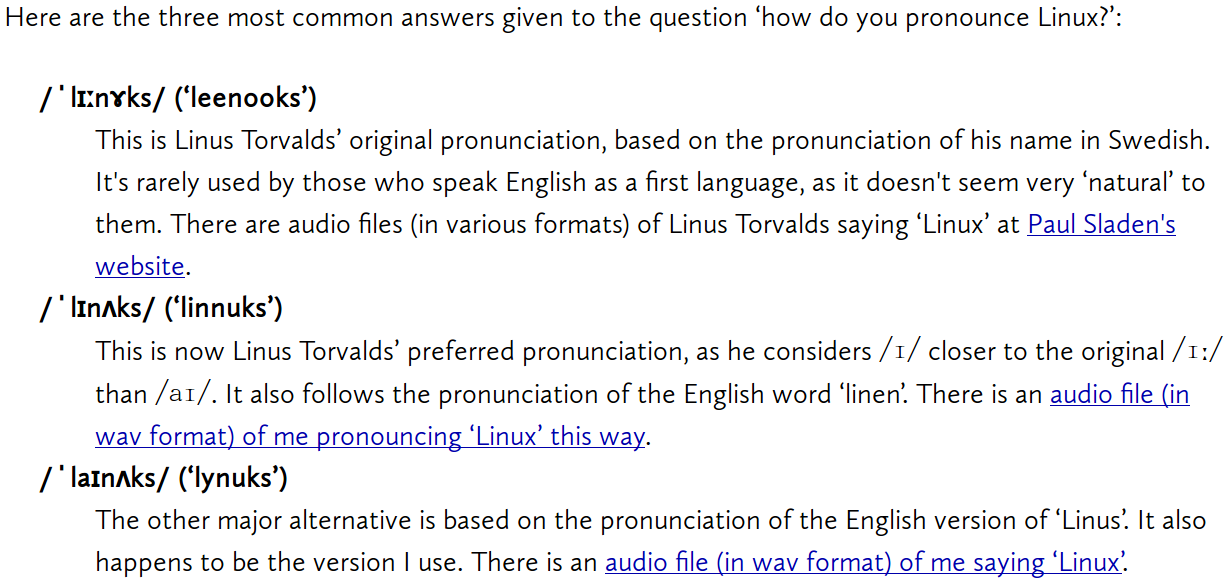 Here are the three most common answers given to the question ‘how do you pronounce Linux?’:
/ˈlɪːnɤks/ (‘leenooks’)
This is Linus Torvalds’ original pronunciation, based on the pronunciation of his name in Swedish.
It's rarely used by those who speak English as a first language, as it doesn't seem very ‘natural’ to
them. There are audio files (in various formats) of Linus Torvalds saying ‘Linux’ at Paul Sladen's
website.
/ˈlɪnʌks/ (‘linnuks’)
This is now Linus Torvalds’ preferred pronunciation, as he considers /ɪ/ closer to the original /ɪː/
than /aɪ/. It also follows the pronunciation of the English word ‘linen’. There is an audio file (in
wav format) of me pronouncing ‘Linux’ this way.
/ˈlaɪnʌks/ (‘lynuks’)
The other major alternative is based on the pronunciation of the English version of ‘Linus’. It also
happens to be the version I use. There is an audio file (in wav format) of me saying ‘Linux’.